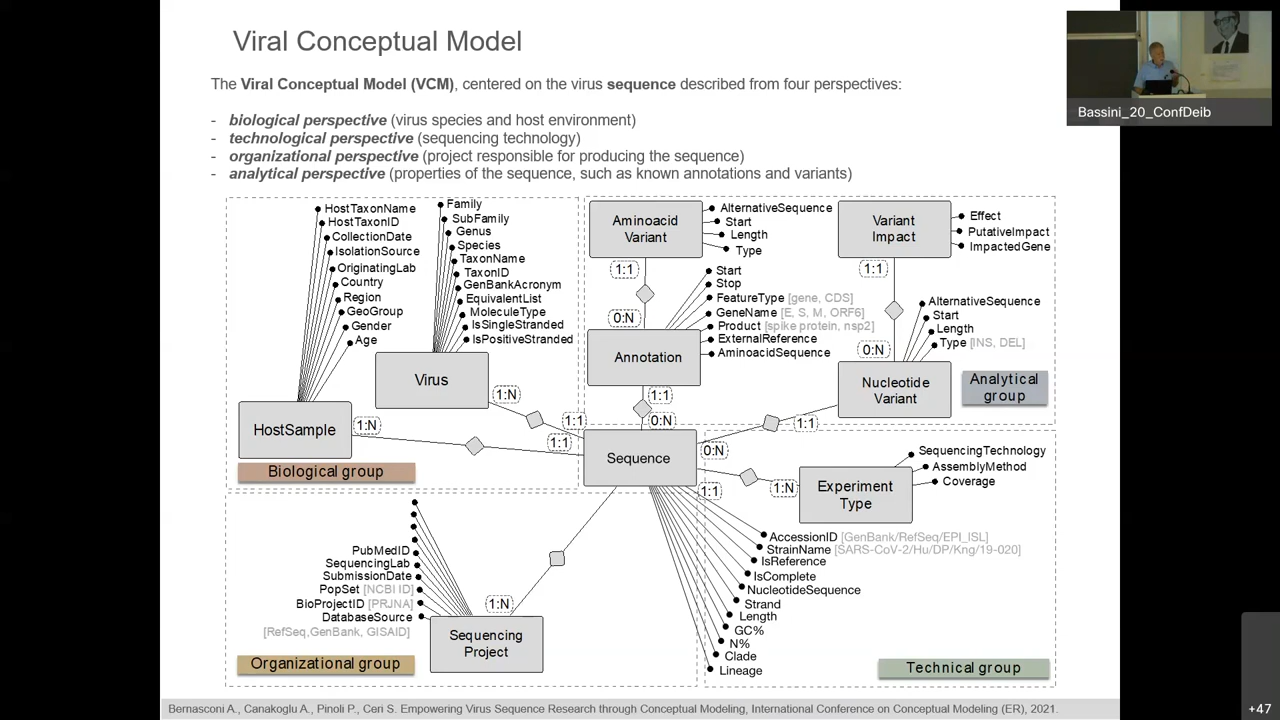 Viral Conceptual Model
The Viral Conceptual Model (VCM), centered on the virus sequence described from four perspectives:
- biological perspective (virus species and host environment)
- technological perspective (sequencing technology)
- organizational perspective (project responsible for producing the sequence)
- analytical perspective (properties of the sequence, such as known annotations and variants)
Bassini_20_ConfDeib
HostTaxonName
HostTaxonID
CollectionDate
IsolationSource
OriginatingLab
Country
Region
GeoGroup
Gender
Age
HostSample
1:N
1:1
Biological group
Family
SubFamily
Genus
Species
TaxonName
TaxonID
GenBankAcronym
EquivalentList
MoleculeType
IsSingleStranded
IsPositiveStranded
Virus
1:N
1:1
Aminoacid
Variant
AlternativeSequence
Start
Length
Type
1:1
0:N
Start
Stop
FeatureType [gene, CDS]
GeneName [E, S, M, ORF6]
Product [spike protein, nsp2]
ExternalReference
AminoacidSequence
Annotation
1:1
0:N
Variant
Impact
Effect
PutativeImpact
ImpactedGene
1:1
0:N
AlternativeSequence
Start
Length
Type [INS, DEL]
Nucleotide
Variant
Analytical
group
1:1
0:N
Sequence
1:1
1:N
Experiment
Type
SequencingTechnology
AssemblyMethod
Coverage
AccessionID [GenBank/RefSeq/EPI_ISL]
StrainName [SARS-CoV-2/Hu/DP/Kng/19-020]
IsReference
IsComplete
NucleotideSequence
Strand
Length
GC%
N%
Clade
Lineage
Technical group
PubMedID
SequencingLab
SubmissionDate
PopSet [NCBI ID]
BioProjectID [PRJNA]
DatabaseSource
[RefSeq,GenBank, GISAID]
1:N
Sequencing
Project
Organizational group
Bernasconi A., Canakoglu A., Pinoli P., Ceri S. Empowering Virus Sequence Research through Conceptual Modeling, International Conference on Conceptual Modeling (ER), 2021.
+47